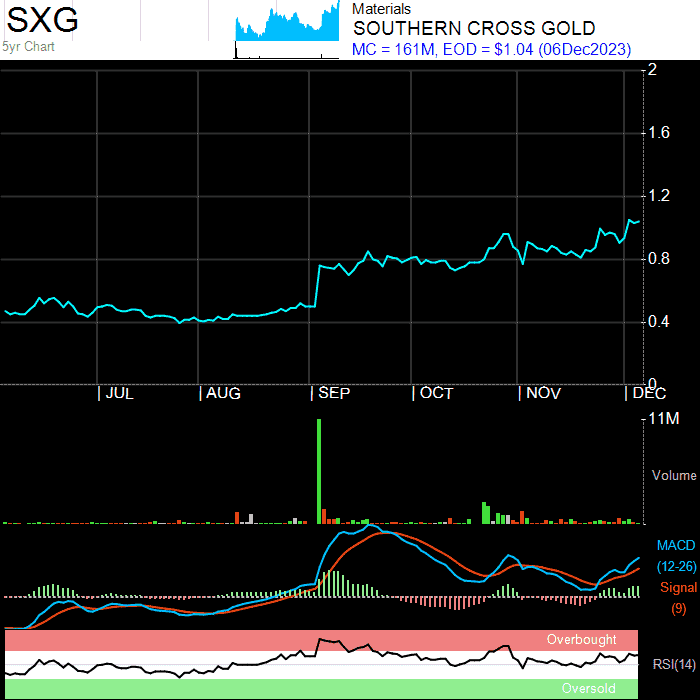 SXG
5yr Chart
Materials
SOUTHERN CROSS GOLD
MC = 161M, EOD = $1.04 (06Dec2023)
2
1.6
1.2
0.8
0.4
0
| JUL | AUG | SEP | OCT | NOV | DEC
11M
Volume
MACD
(12-26)
Signal
(9)
Overbought
RSI(14)
Oversold